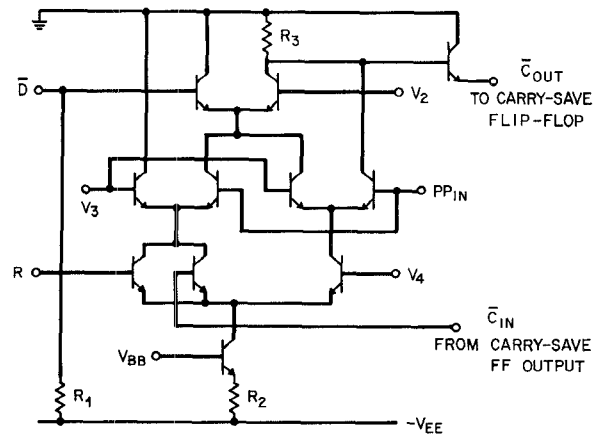 R3
C̅OUT
TO CARRY-SAVE
FLIP-FLOP
D̅
V2
V3
PPIN
R
V4
C̅IN
FROM CARRY-SAVE
FF OUTPUT
VBB
R1
R2
-VEE